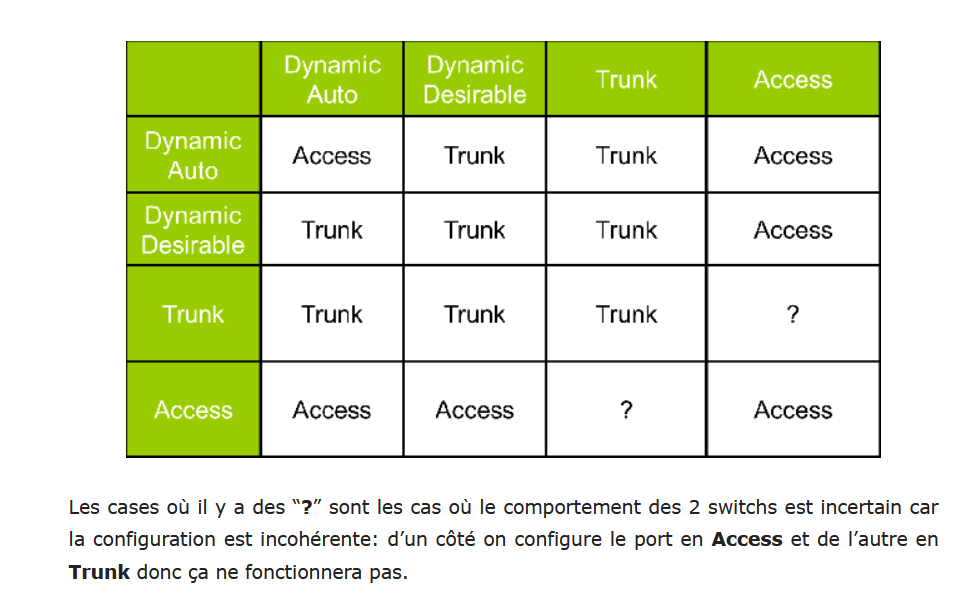 Dynamic Auto Dynamic Desirable Trunk Access
Dynamic Auto Access Trunk Trunk Access
Dynamic Desirable Trunk Trunk Trunk Access
Trunk Trunk Trunk Trunk ?
Access Access Access ? Access
Les cases où il y a des “?” sont les cas où le comportement des 2 switchs est incertain car
la configuration est incohérente: d’un côté on configure le port en Access et de l’autre en
Trunk donc ça ne fonctionnera pas.